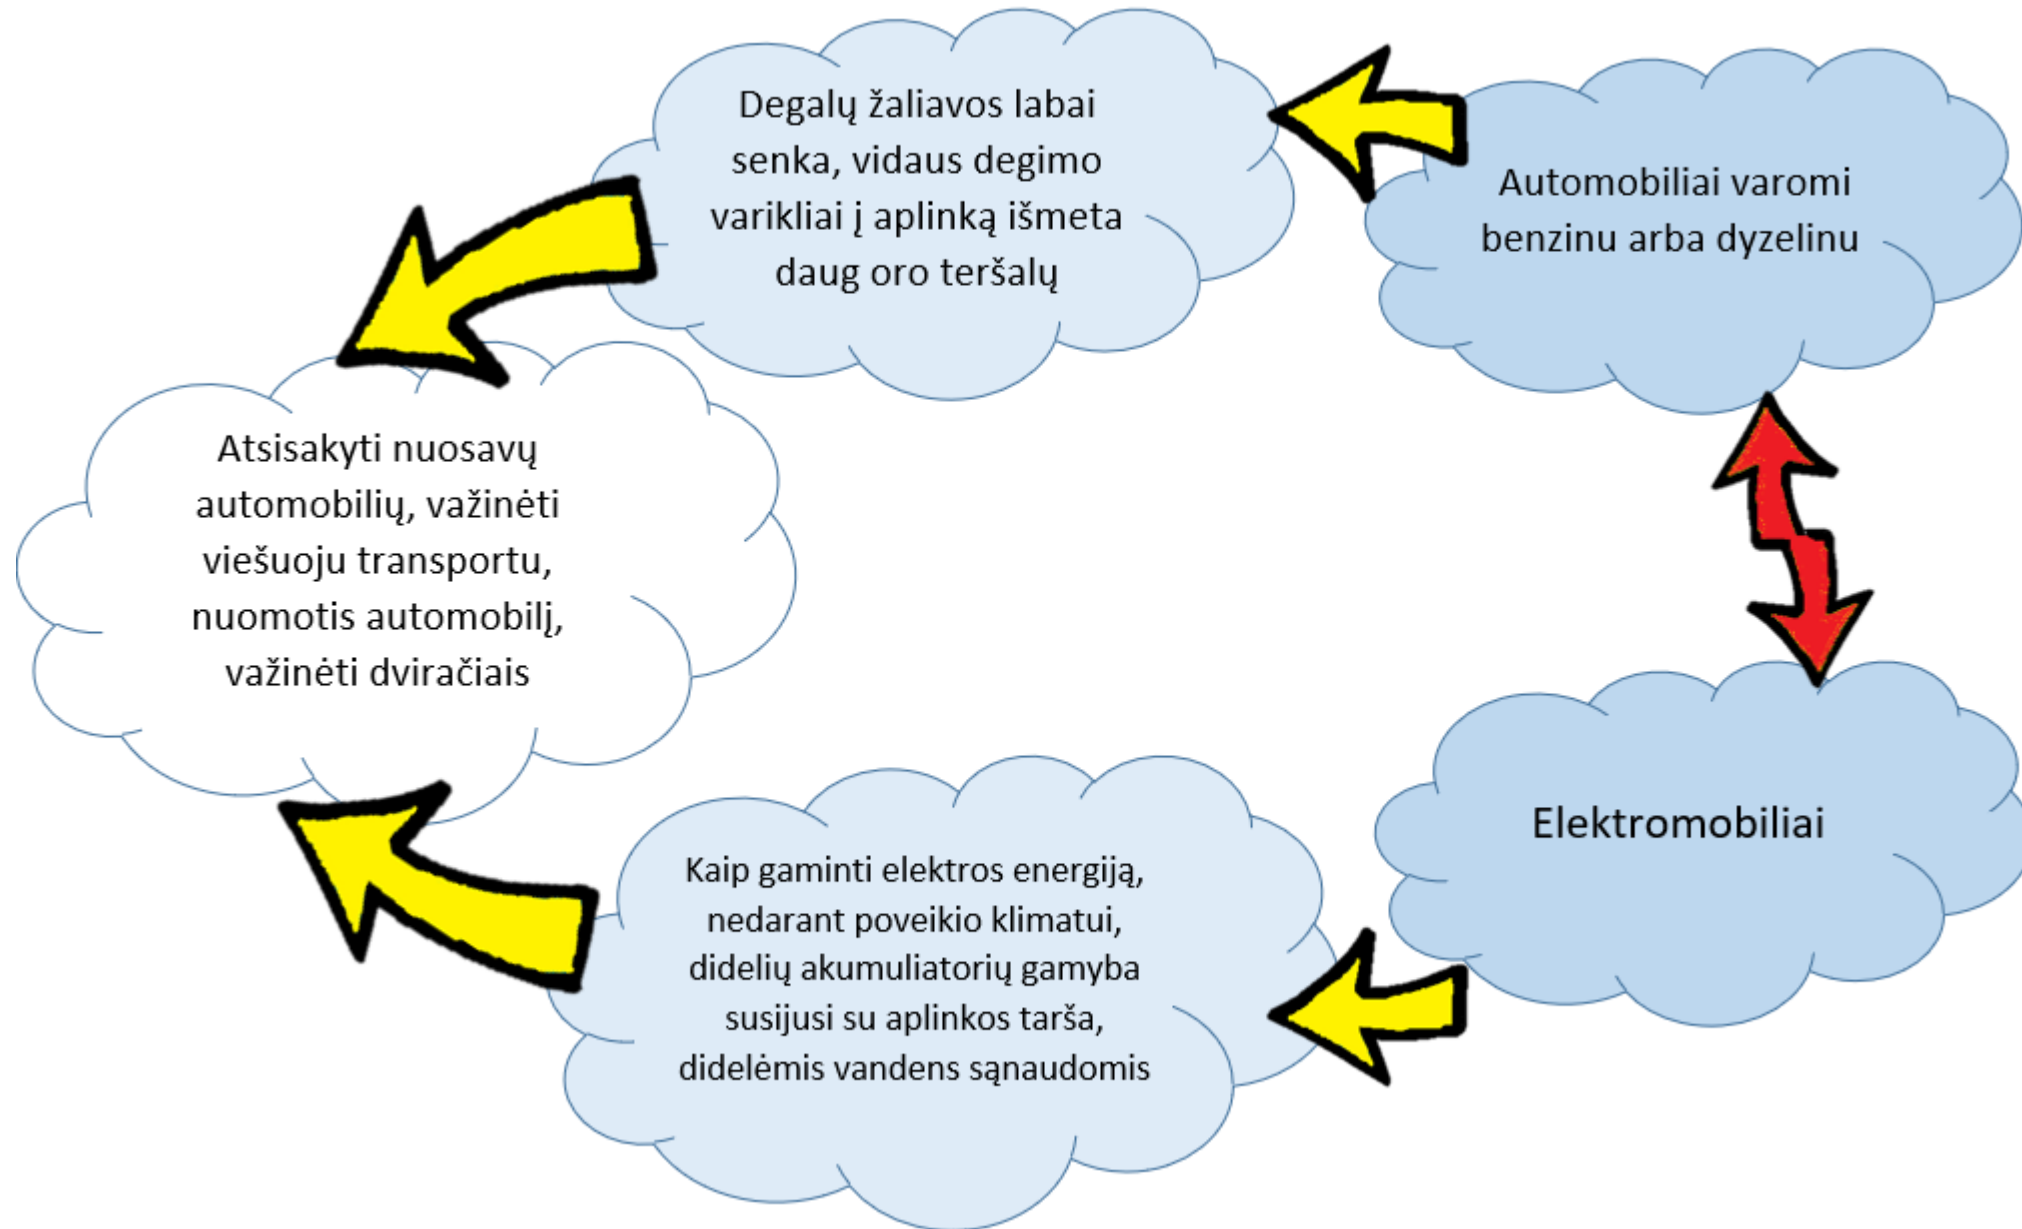 Degalų žaliavos labai
senka, vidaus degimo
varikliai į aplinką išmeta
daug oro teršalų
Automobiliai varomi
benzinu arba dyzelinu
Atsisakyti nuosavų
automobilių, važinėti
viešuoju transportu,
nuomotis automobilį,
važinėti dviračiais
Elektromobiliai
Kaip gaminti elektros energiją,
nedarant poveikio klimatui,
didelių akumuliatorių gamyba
susijusi su aplinkos tarša,
didelėmis vandens sąnaudomis